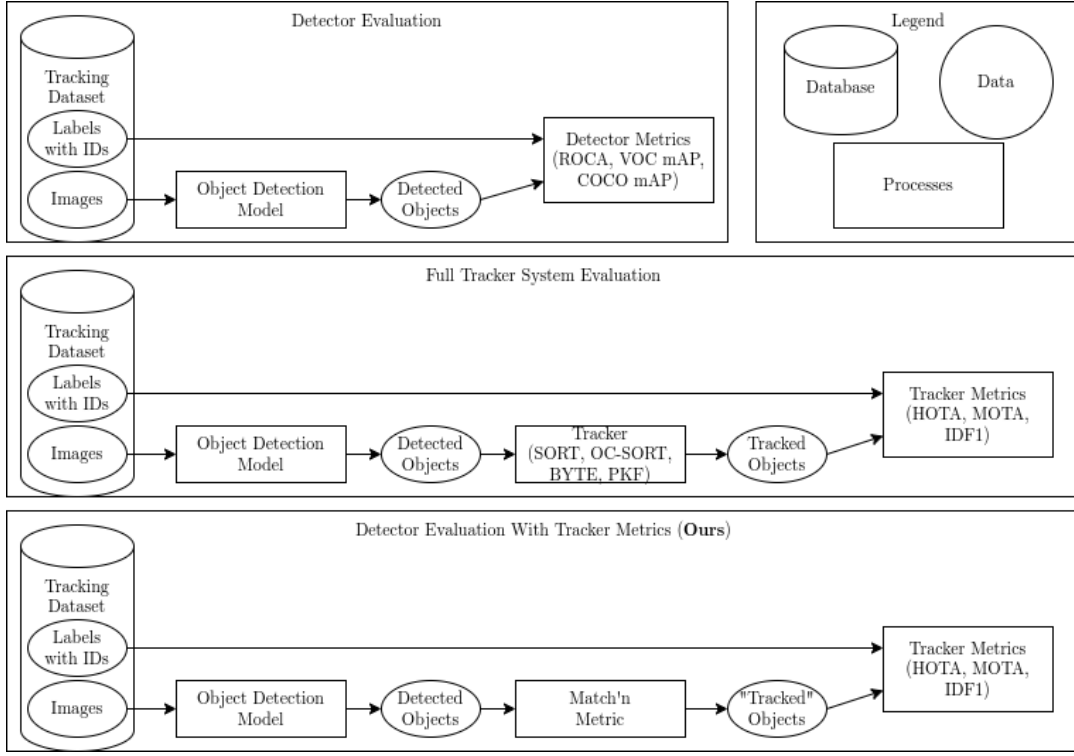 Detector Evaluation
Tracking
Dataset
Labels
with IDs
Images
Object Detection
Model
Detected
Objects
Detector Metrics
(ROCA, VOC mAP,
COCO mAP)
Legend
Database
Data
Processes
Full Tracker System Evaluation
Tracking
Dataset
Labels
with IDs
Images
Object Detection
Model
Detected
Objects
Tracker
(SORT, OC-SORT,
BYTE, PKF)
Tracked
Objects
Tracker Metrics
(HOTA, MOTA,
IDF1)
Detector Evaluation With Tracker Metrics (Ours)
Tracking
Dataset
Labels
with IDs
Images
Object Detection
Model
Detected
Objects
Match'n
Metric
"Tracked"
Objects
Tracker Metrics
(HOTA, MOTA,
IDF1)